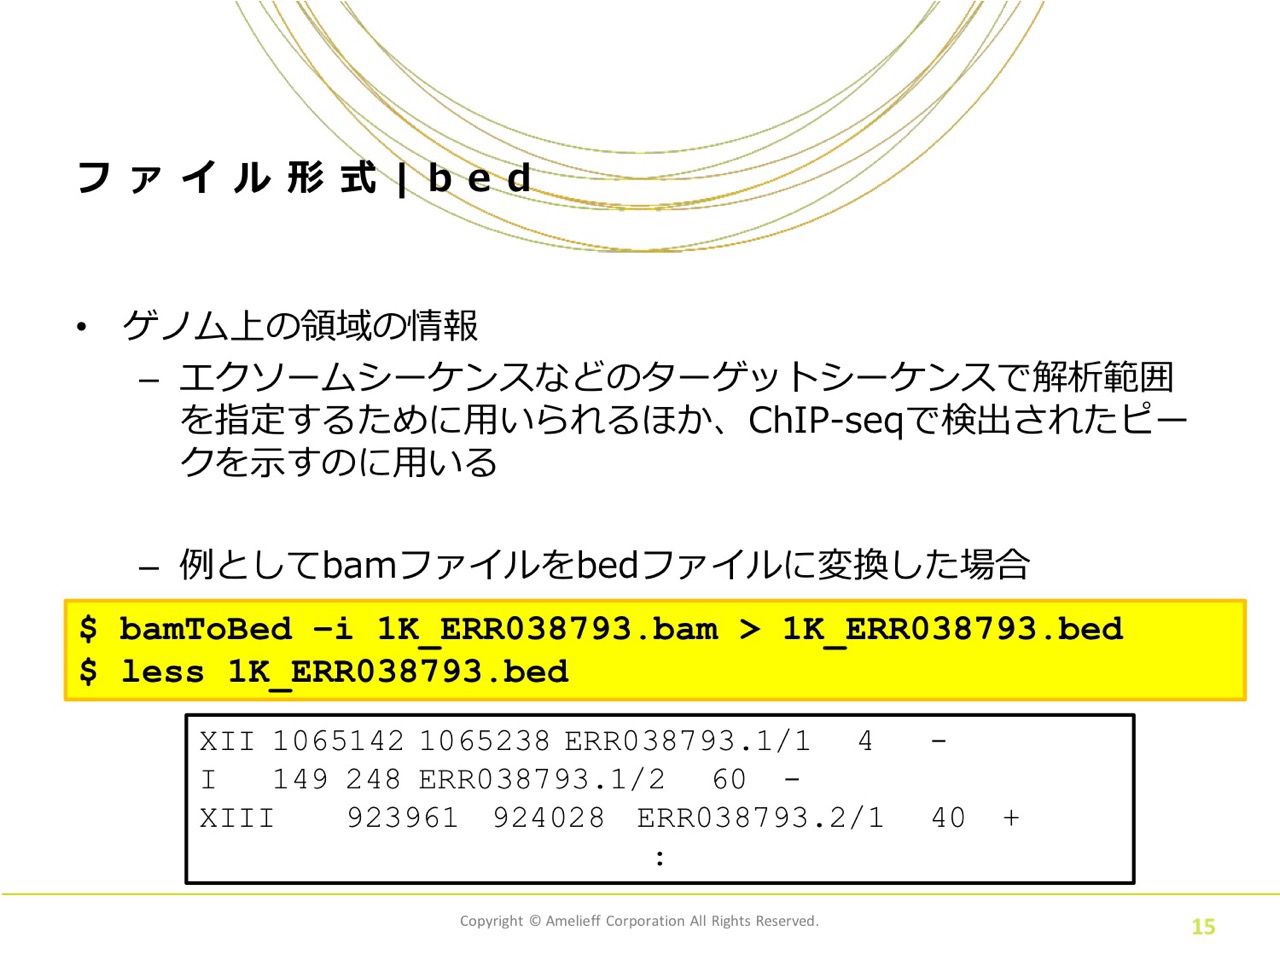 ファイル形式|bed
• ゲノム上の領域の情報
– エクソームシーケンスなどのターゲットシーケンスで解析範囲
を指定するために用いられるほか、ChIP-seqで検出されたピー
クを示すのに用いる
– 例としてbamファイルをbedファイルに変換した場合
$ bamToBed –i 1K_ERR038793.bam > 1K_ERR038793.bed
$ less 1K_ERR038793.bed
XII 1065142 1065238 ERR038793.1/1 4 -
I 149 248 ERR038793.1/2 60 -
XIII 923961 924028 ERR038793.2/1 40 +
:
Copyright © Amelieff Corporation All Rights Reserved.
15